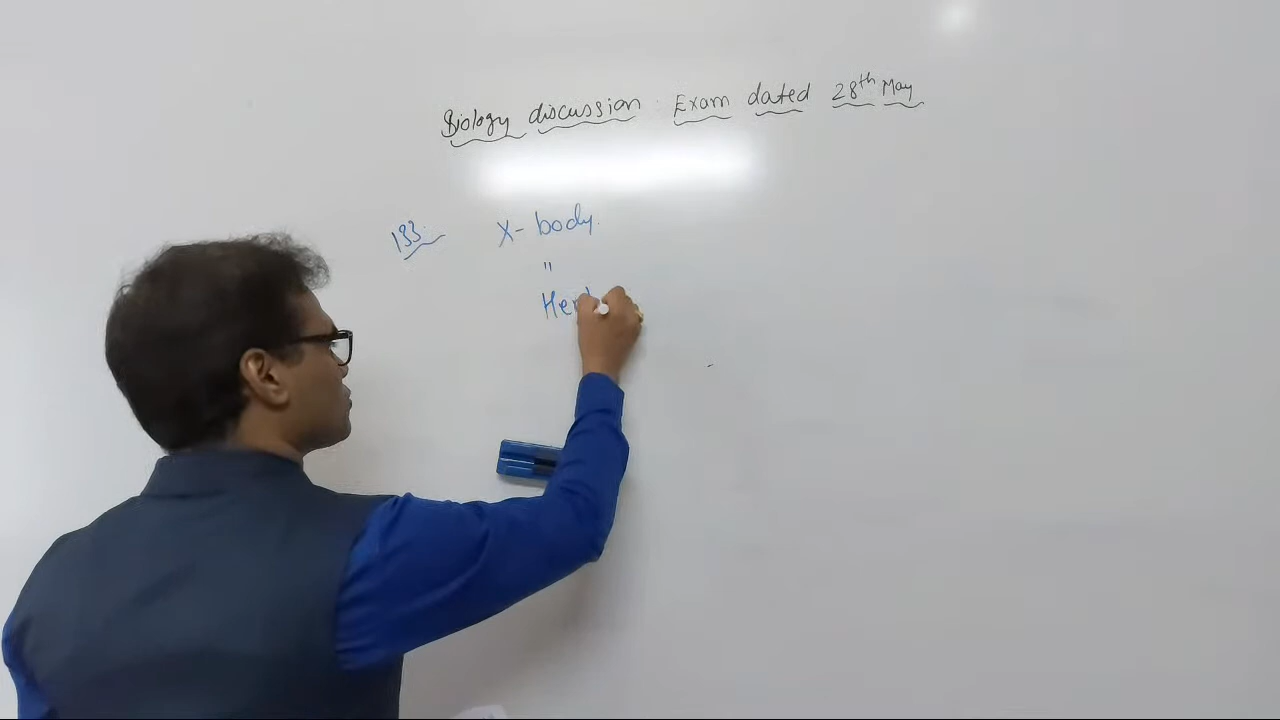 Biology discussion : Exam dated 28th May
133. X- body.
"